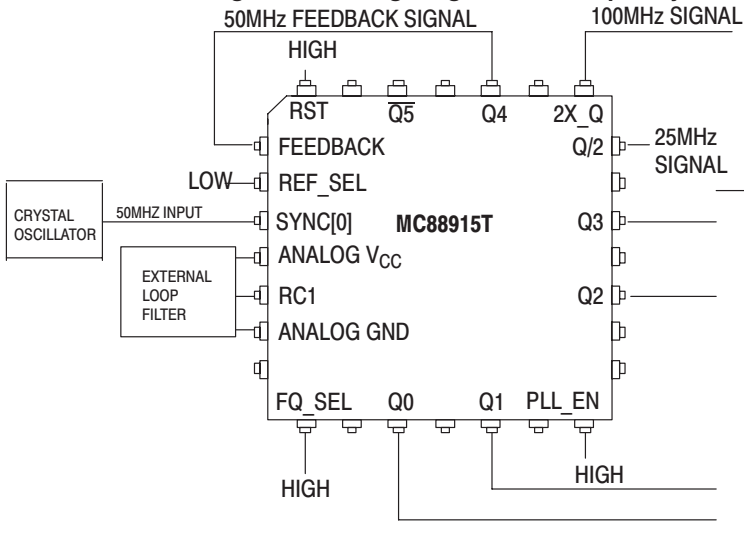 50MHz FEEDBACK SIGNAL
100MHz SIGNAL
HIGH
RST
Q5
Q4
2X_Q
FEEDBACK
Q/2
25MHz
SIGNAL
LOW
REF_SEL
CRYSTAL
OSCILLATOR
50MHZ INPUT
SYNC[0]
MC88915T
Q3
ANALOG VCC
EXTERNAL
LOOP
FILTER
RC1
Q2
ANALOG GND
FQ_SEL
Q0
Q1
PLL_EN
HIGH
HIGH